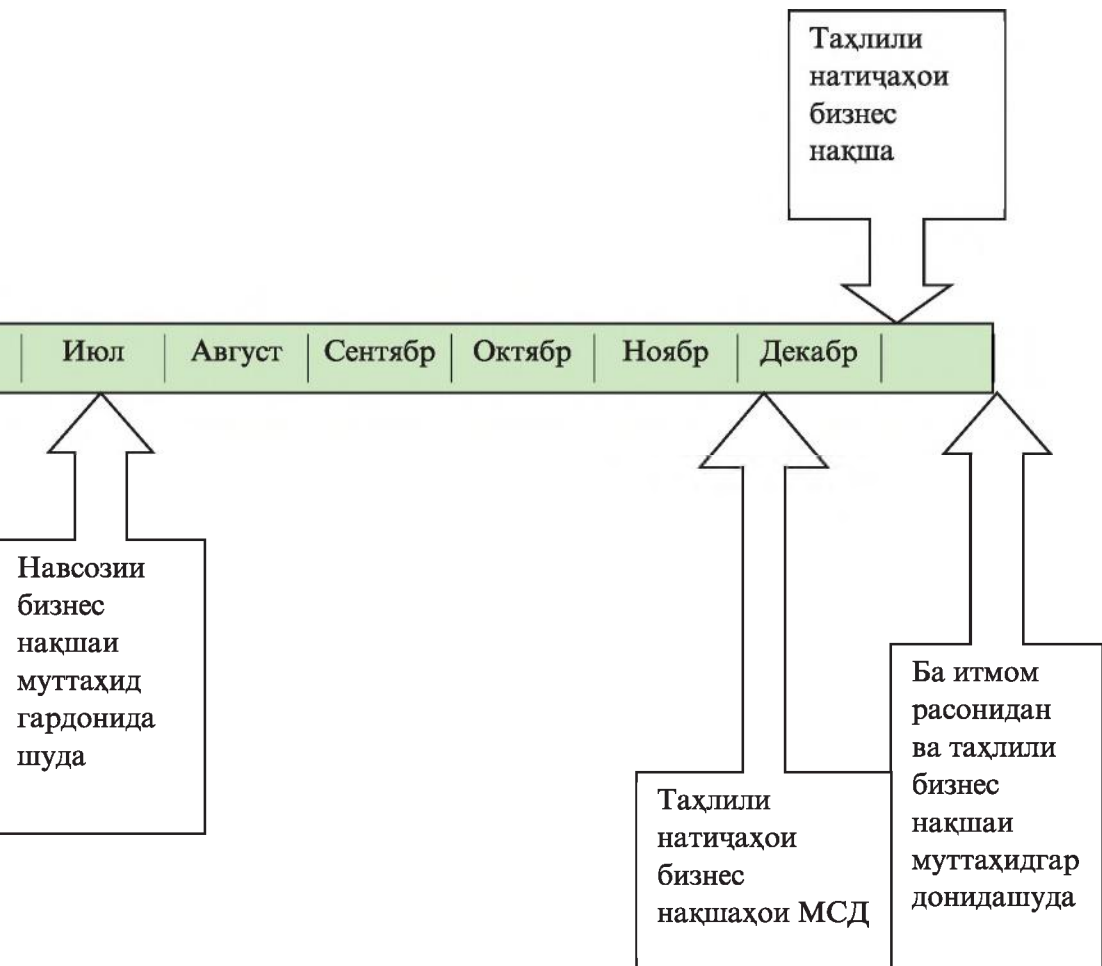 Таҳлили
натиҷаҳои
бизнес
нақша
Июл
Август
Сентябр
Октябр
Ноябр
Декабр
Навсозии
бизнес
нақшаи
муттаҳид
гардонида
шуда
Таҳлили
натиҷаҳои
бизнес
нақшаҳои МСД
Ба итмом
расонидан
ва таҳлили
бизнес
нақшаи
муттаҳидгар
донидашуда